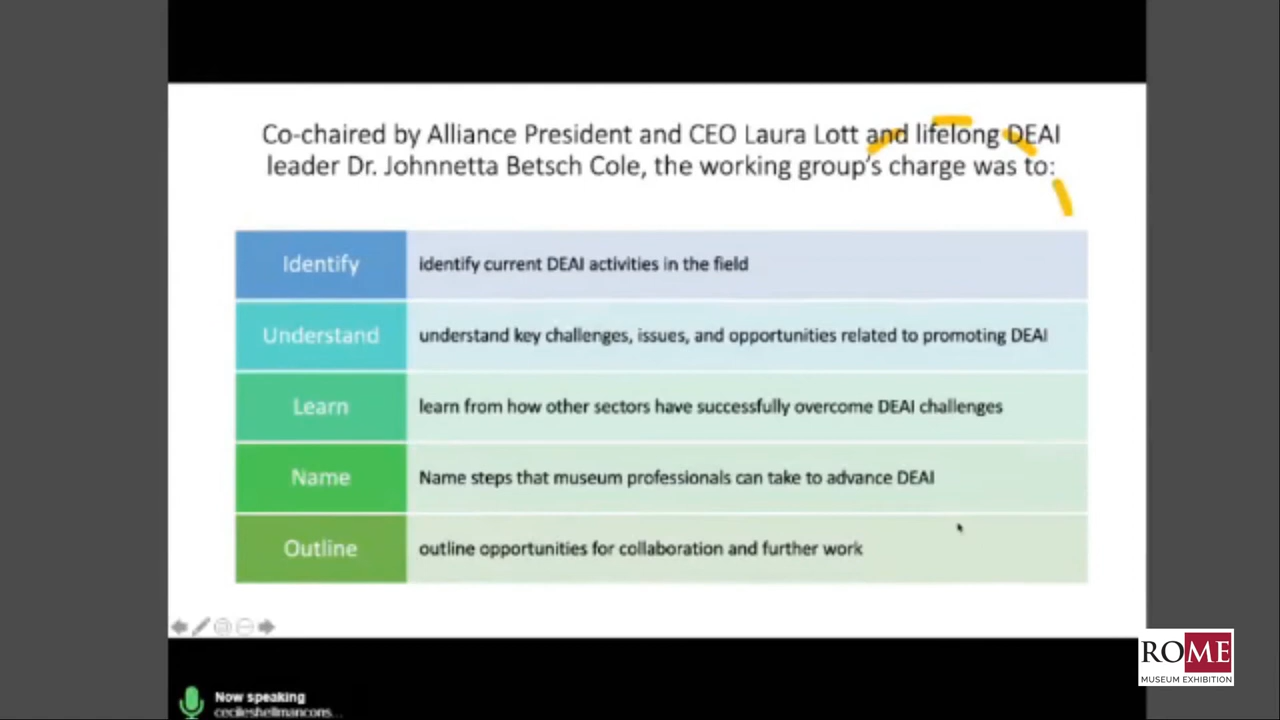 Co-chaired by Alliance President and CEO Laura Lott and lifelong DEAI
leader Dr. Johnnetta Betsch Cole, the working group's charge was to:
Identify
identify current DEAI activities in the field
Understand
understand key challenges, issues, and opportunities related to promoting DEAI
Learn
learn from how other sectors have successfully overcome DEAI challenges
Name
Name steps that museum professionals can take to advance DEAI
Outline
outline opportunities for collaboration and further work
ROME
MUSEUM EXHIBITION
Now speaking
cecileshellmancons...